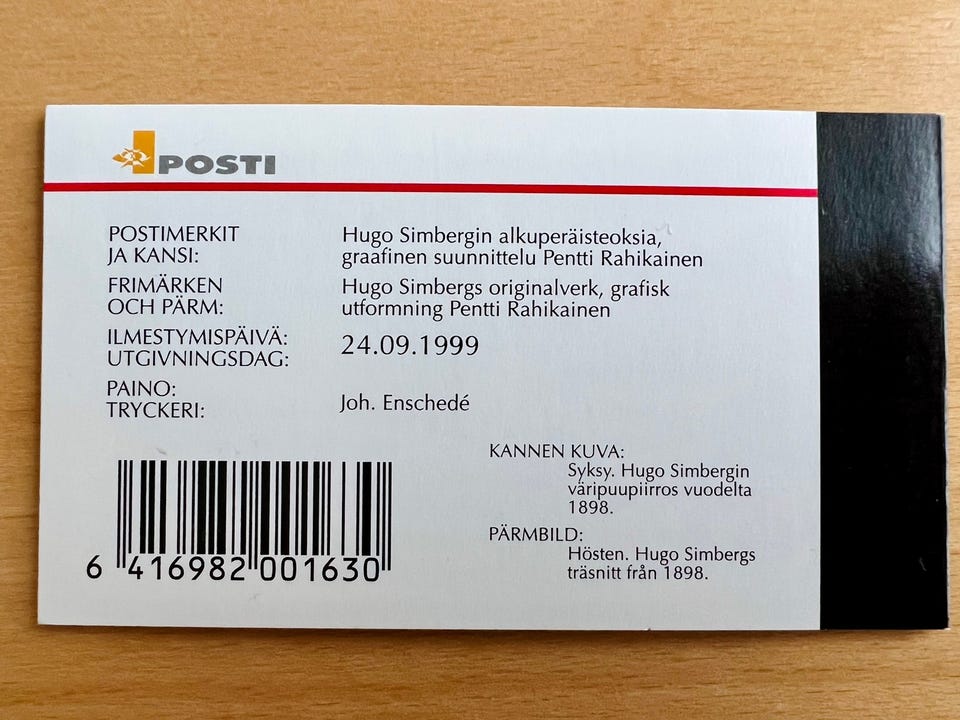 POSTI
POSTIMERKIT
JA KANSI:
Hugo Simbergin alkuperäisteoksia,
graafinen suunnittelu Pentti Rahikainen
FRIMÄRKEN
OCH PÄRM:
Hugo Simbergs originalverk, grafisk
utformning Pentti Rahikainen
ILMESTYMISPÄIVÄ:
UTGIVNINGSDAG:
24.09.1999
PAINO:
TRYCKERI:
Joh. Enschedé
KANNEN KUVA:
Syksy. Hugo Simbergin
väripuupiirros vuodelta
1898.
PÄRMBILD:
Hösten. Hugo Simbergs
träsnitt från 1898.
6 416982 001630